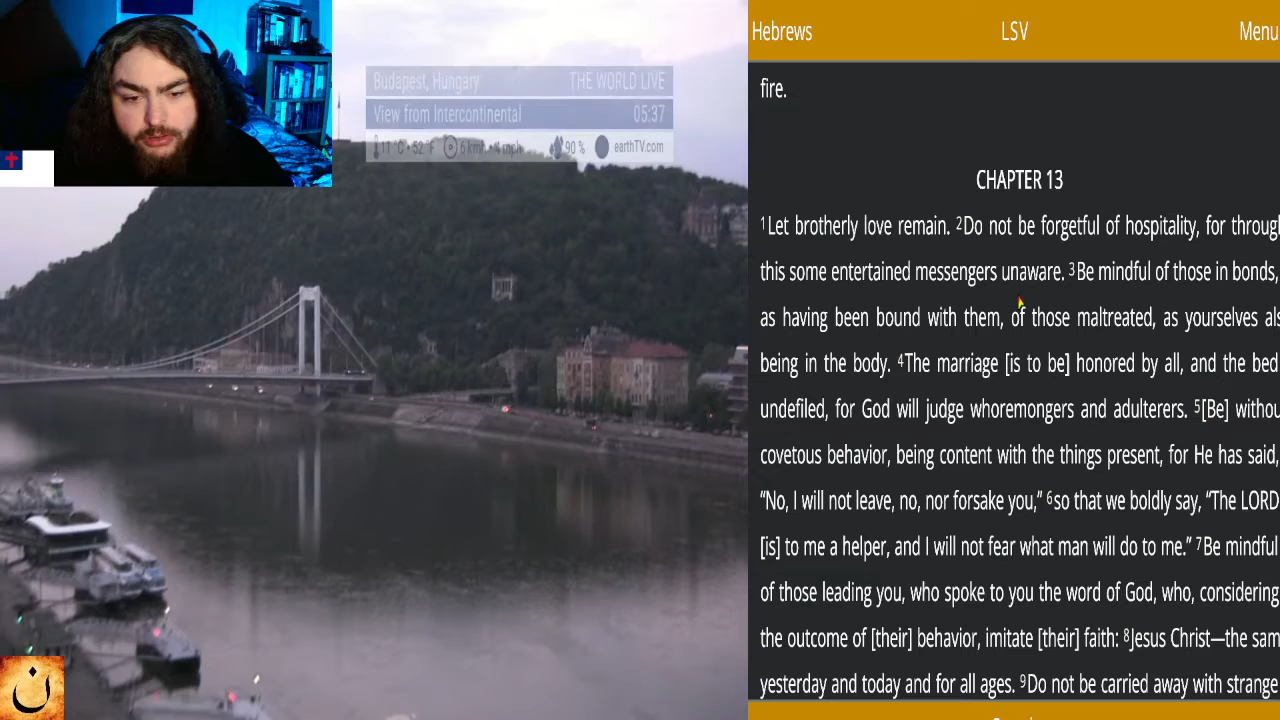 Budapest, Hungary THE WORLD LIVE
View from Intercontinental 05:37
11 °C • 52 °F 90 % earthTV.com
Hebrews LSV Menu
fire.
CHAPTER 13
1Let brotherly love remain. 2Do not be forgetful of hospitality, for through
this some entertained messengers unaware. 3Be mindful of those in bonds,
as having been bound with them, of those maltreated, as yourselves als
being in the body. 4The marriage [is to be] honored by all, and the bed
undefiled, for God will judge whoremongers and adulterers. 5[Be] withou
covetous behavior, being content with the things present, for He has said,
“No, I will not leave, no, nor forsake you,” 6so that we boldly say, “The LORD
[is] to me a helper, and I will not fear what man will do to me.” 7Be mindful
of those leading you, who spoke to you the word of God, who, considering
the outcome of [their] behavior, imitate [their] faith: 8Jesus Christ—the sam
yesterday and today and for all ages. 9Do not be carried away with strange
ن